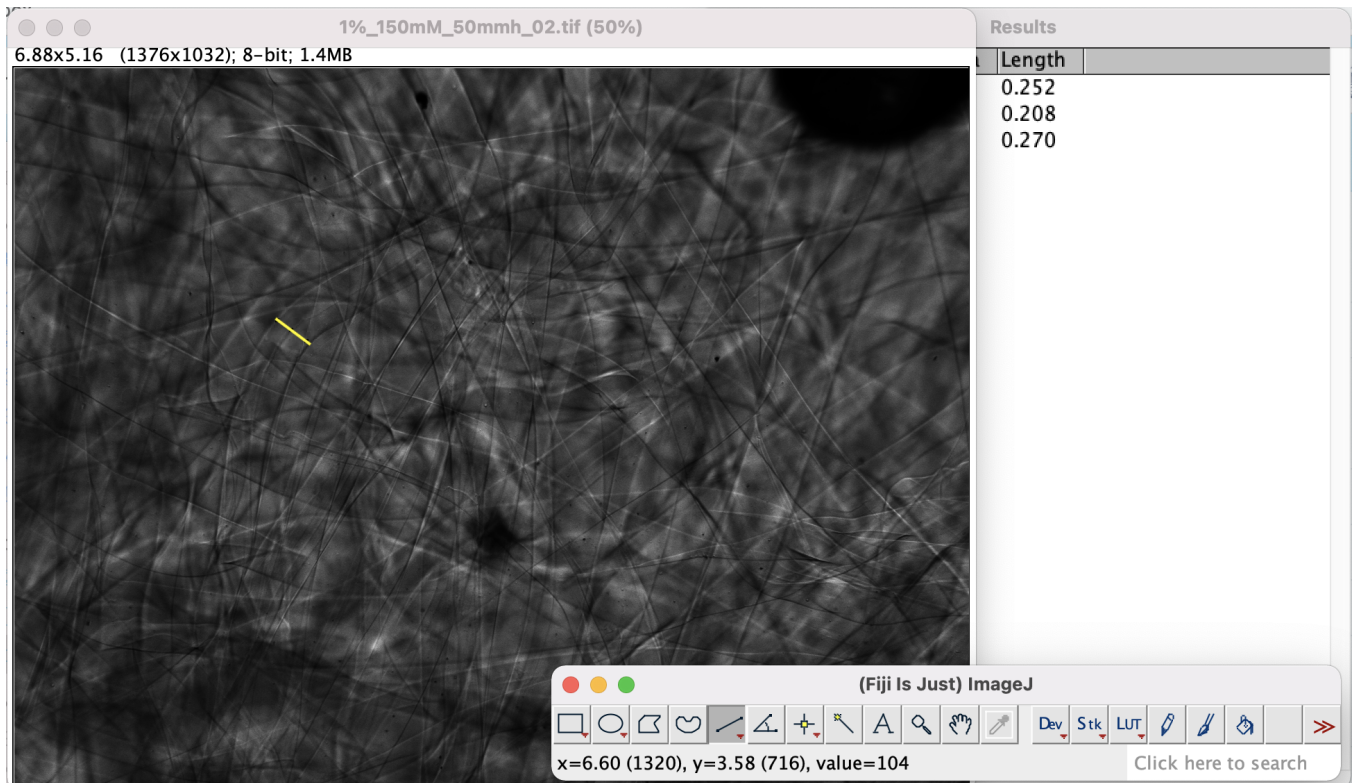 1%_150mM_50mmh_02.tif (50%)
6.88x5.16 (1376x1032); 8-bit; 1.4MB
Results
Length
0.252
0.208
0.270
(Fiji Is Just) ImageJ
A Dev Stk LUT
x=6.60 (1320), y=3.58 (716), value=104
Click here to search